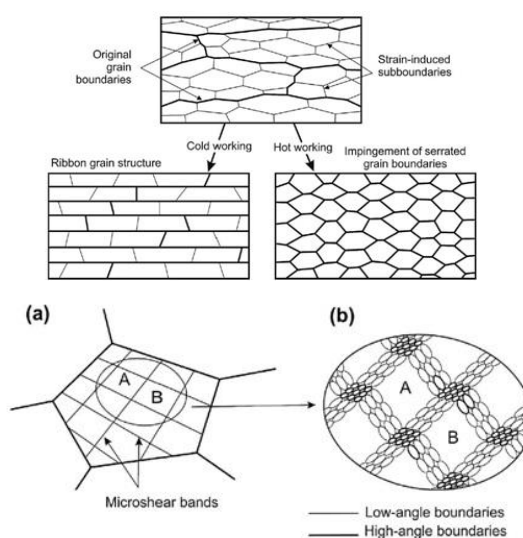 Original
grain
boundaries
Strain-induced
subboundaries
Cold working
Hot working
Ribbon grain structure
Impingement of serrated
grain boundaries
(a)
(b)
A
B
A
B
Microshear bands
Low-angle boundaries
High-angle boundaries